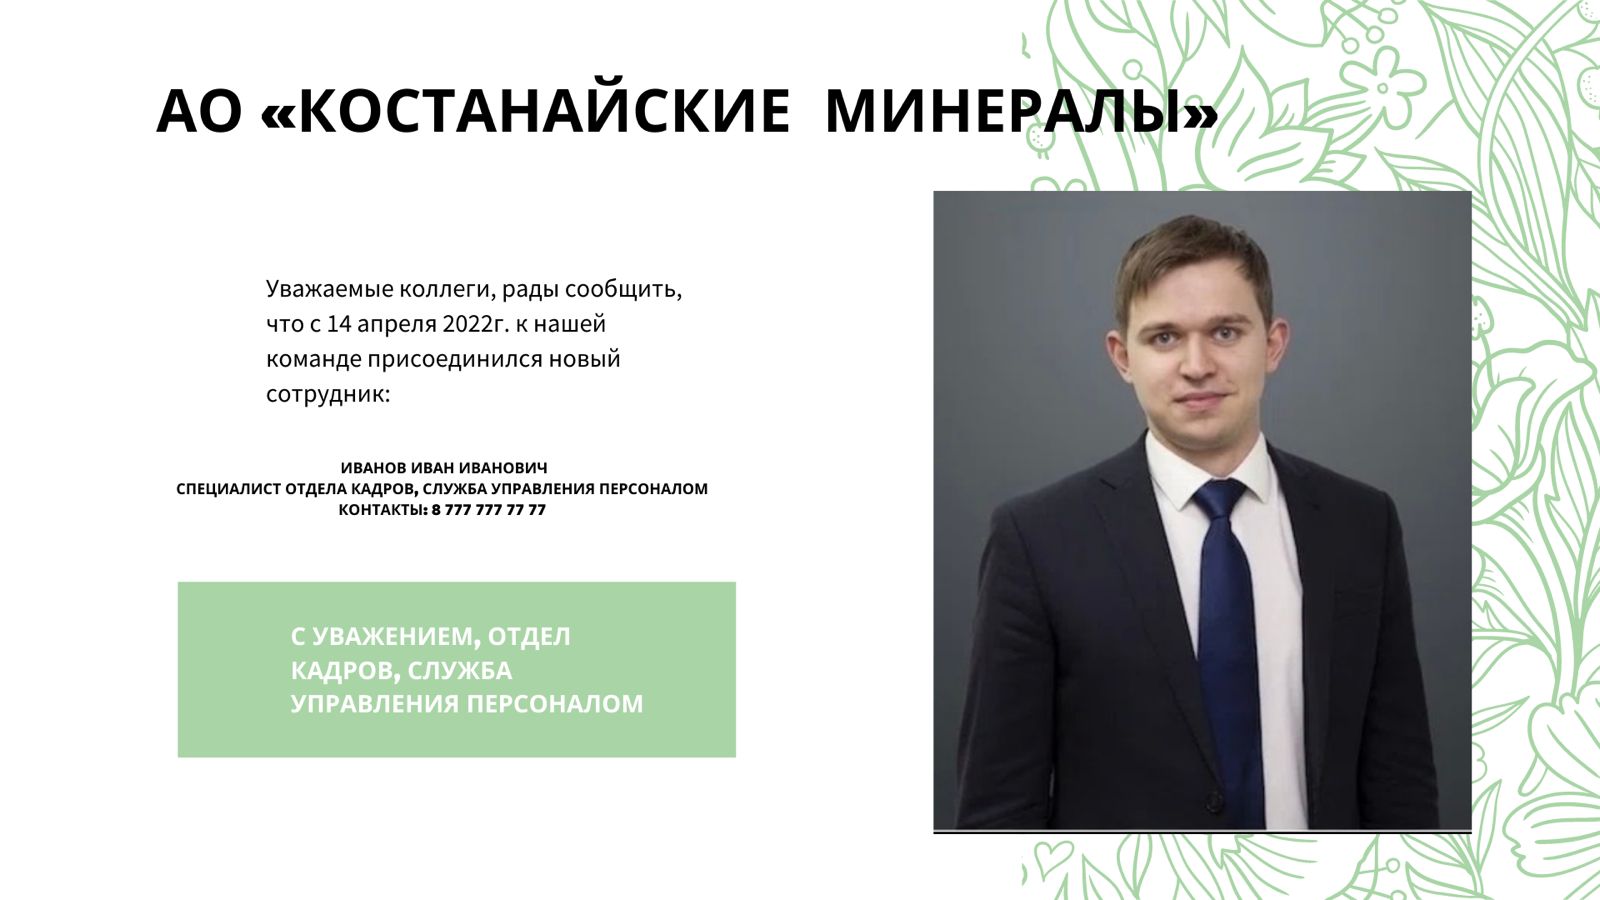 АО «КОСТАНАЙСКИЕ МИНЕРАЛЫ»
Уважаемые коллеги, рады сообщить,
что с 14 апреля 2022г. к нашей
команде присоединился новый
сотрудник:
ИВАНОВ ИВАН ИВАНОВИЧ
СПЕЦИАЛИСТ ОТДЕЛА КАДРОВ, СЛУЖБА УПРАВЛЕНИЯ ПЕРСОНАЛОМ
КОНТАКТЫ: 8 777 777 77 77
С УВАЖЕНИЕМ, ОТДЕЛ
КАДРОВ, СЛУЖБА
УПРАВЛЕНИЯ ПЕРСОНАЛОМ